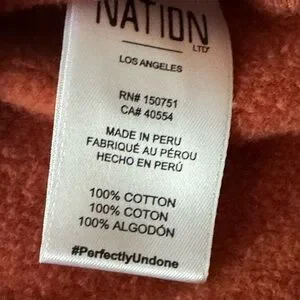 NATION
LTD
LOS ANGELES
RN# 150751
CA# 40554
MADE IN PERU
FABRIQUÉ AU PÉROU
HECHO EN PERÚ
100% COTTON
100% COTON
100% ALGODÓN
#PerfectlyUndone